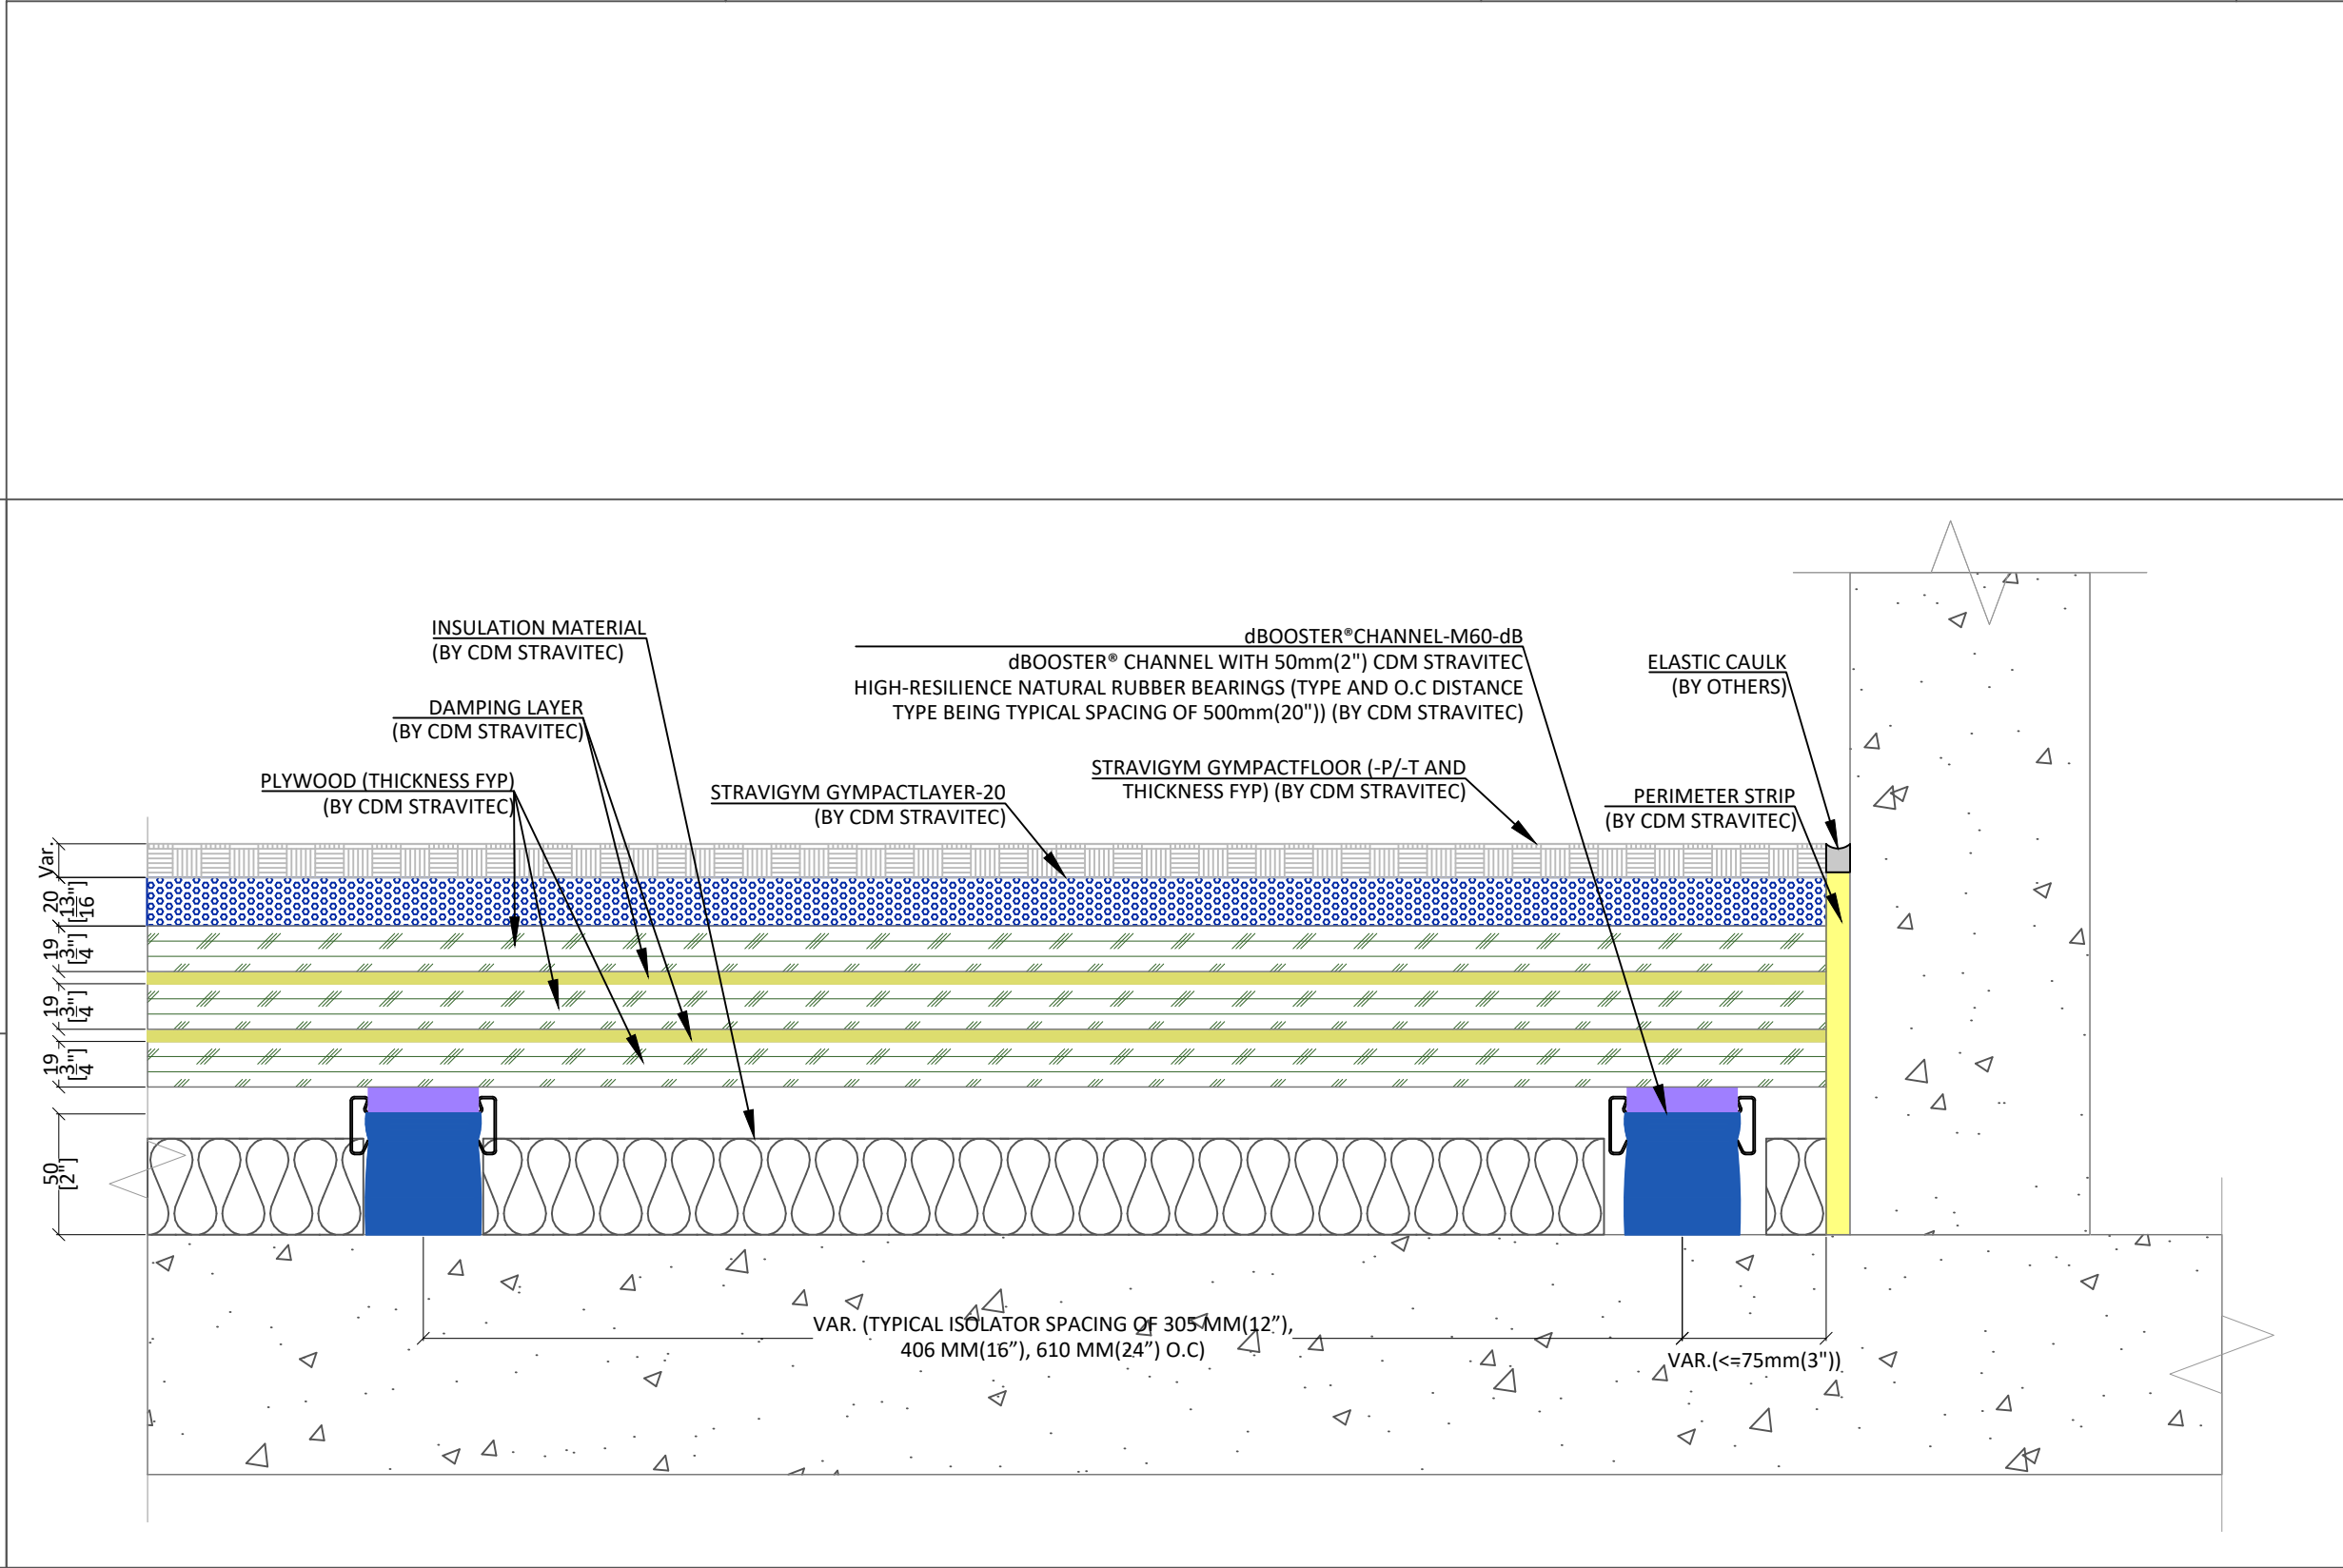 INSULATION MATERIAL
(BY CDM STRAVITEC)
DAMPING LAYER
(BY CDM STRAVITEC)
PLYWOOD (THICKNESS FYP)
(BY CDM STRAVITEC)
STRAVIGYM GYMPACTLAYER-20
(BY CDM STRAVITEC)
dBOOSTER®CHANNEL-M60-dB
dBOOSTER® CHANNEL WITH 50mm(2") CDM STRAVITEC
HIGH-RESILIENCE NATURAL RUBBER BEARINGS (TYPE AND O.C DISTANCE
TYPE BEING TYPICAL SPACING OF 500mm(20")) (BY CDM STRAVITEC)
STRAVIGYM GYMPACTFLOOR (-P/-T AND
THICKNESS FYP) (BY CDM STRAVITEC)
ELASTIC CAULK
(BY OTHERS)
PERIMETER STRIP
(BY CDM STRAVITEC)
Var.
20
[13/16"]
19
[3/4"]
19
[3/4"]
19
[3/4"]
50
[2"]
VAR. (TYPICAL ISOLATOR SPACING OF 305 MM(12”),
406 MM(16”), 610 MM(24”) O.C)
VAR.(<=75mm(3"))